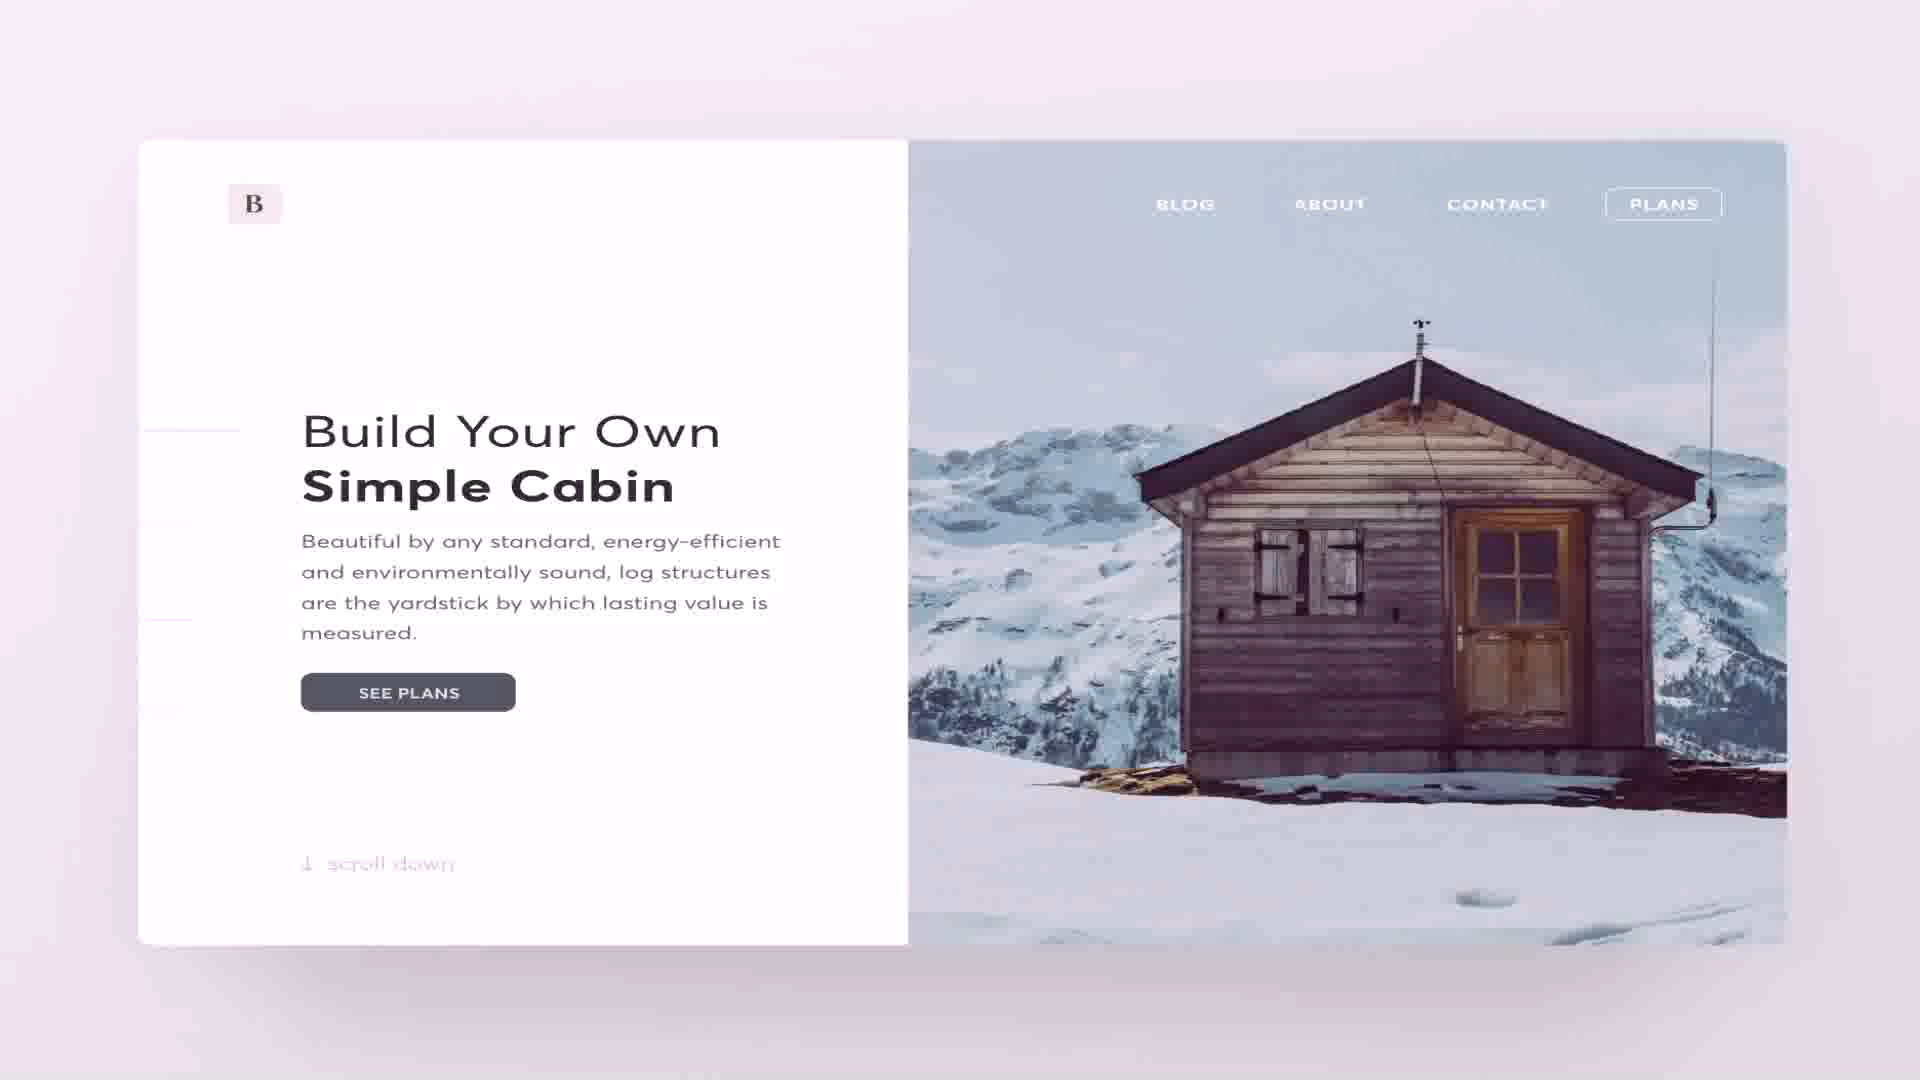 B
BLOG ABOUT CONTACT PLANS
Build Your Own
Simple Cabin
Beautiful by any standard, energy-efficient
and environmentally sound, log structures
are the yardstick by which lasting value is
measured.
SEE PLANS
↓ scroll down